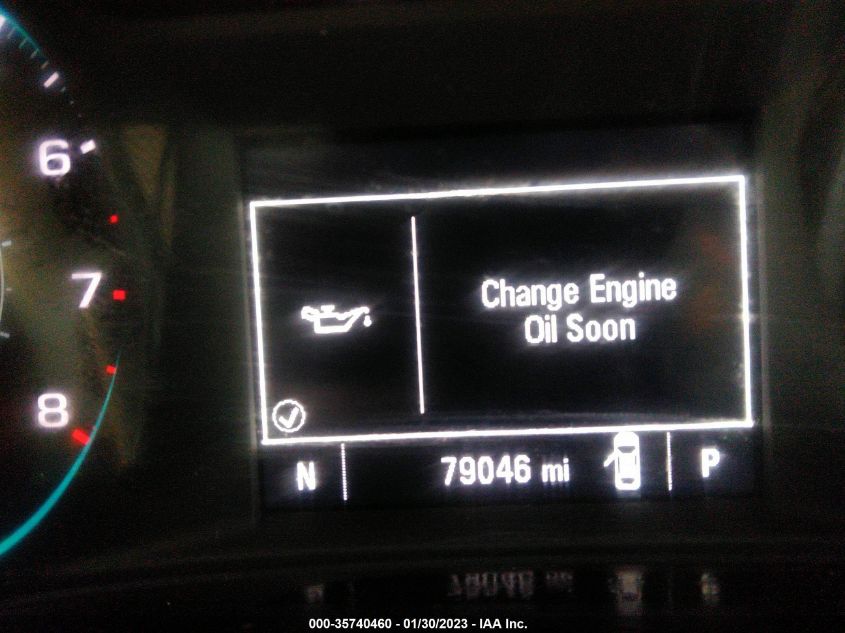 6
7
8
Change Engine
Oil Soon
N
79046 mi
P
000-35740460 - 01/30/2023 - IAA Inc.